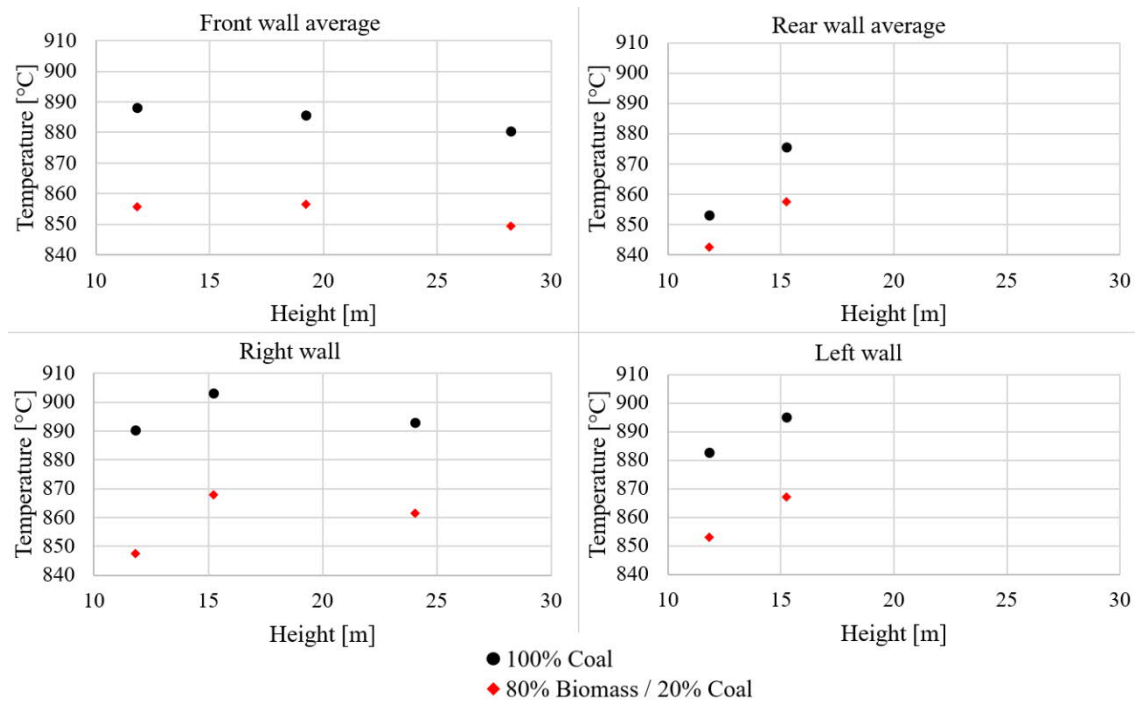 Front wall average
Temperature [°C]
910
900
890
880
870
860
850
840
10 15 20 25 30
Height [m]
Rear wall average
Temperature [°C]
910
900
890
880
870
860
850
840
10 15 20 25 30
Height [m]
Right wall
Temperature [°C]
910
900
890
880
870
860
850
840
10 15 20 25 30
Height [m]
Left wall
Temperature [°C]
910
900
890
880
870
860
850
840
10 15 20 25 30
Height [m]
100% Coal
80% Biomass / 20% Coal